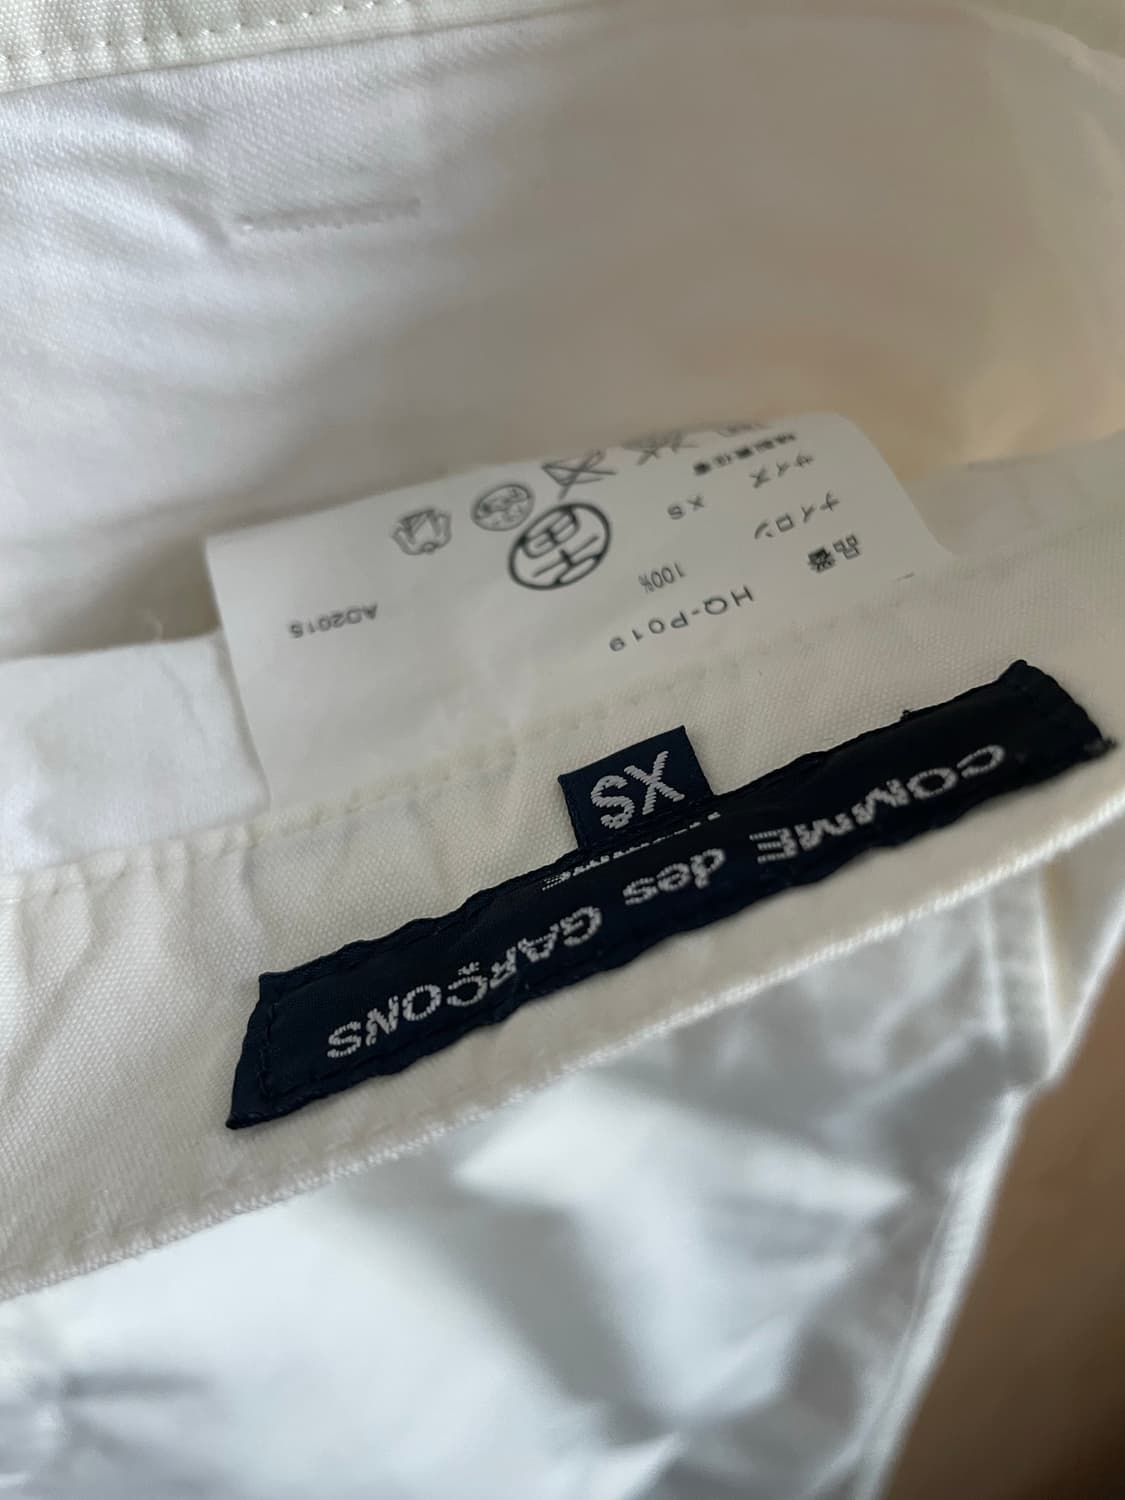 COMME des GARÇONS
XS
品番 HQ-P019
ナイロン 100%
サイズ XS
AD2015